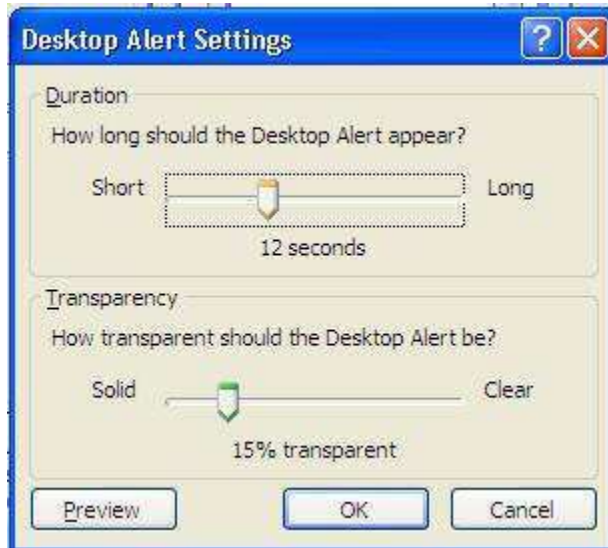 Desktop Alert Settings
Duration
How long should the Desktop Alert appear?
Short Long
12 seconds
Transparency
How transparent should the Desktop Alert be?
Solid Clear
15% transparent
Preview OK Cancel